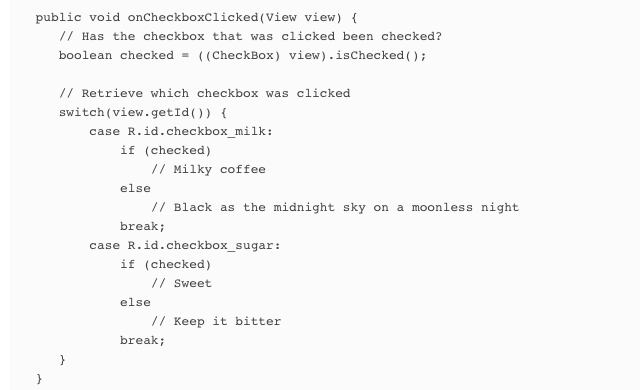 public void onCheckboxClicked(View view) {
// Has the checkbox that was clicked been checked?
boolean checked = ((CheckBox) view).isChecked();
// Retrieve which checkbox was clicked
switch(view.getId()) {
case R.id.checkbox_milk:
if (checked)
// Milky coffee
else
// Black as the midnight sky on a moonless night
break;
case R.id.checkbox_sugar:
if (checked)
// Sweet
else
// Keep it bitter
break;
}
}